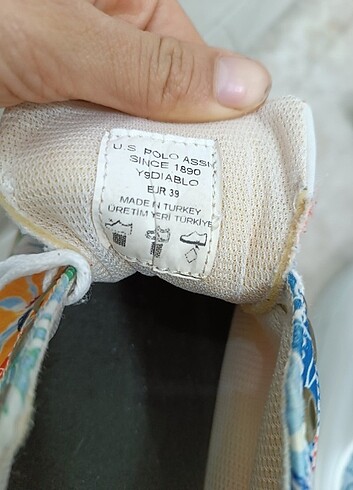 U.S. POLO ASSN
SINCE 1890
Y9DIABLO
EUR 39
MADE IN TURKEY
ÜRETİM YERİ TÜRKİYE